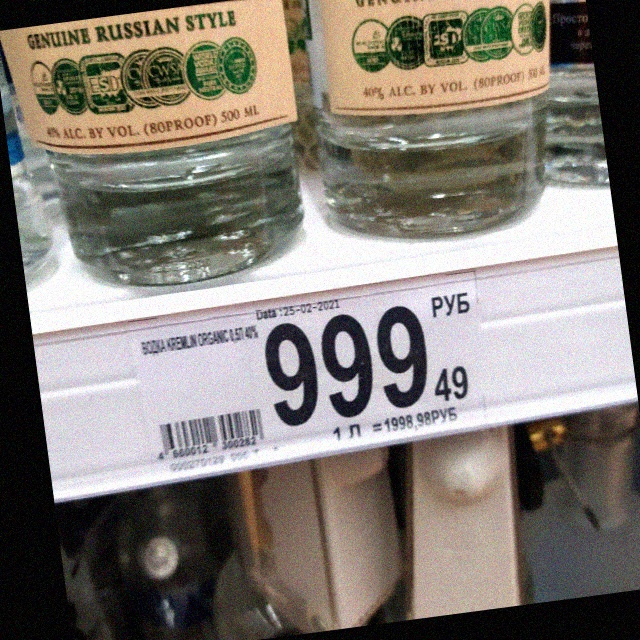 GENUINE RUSSIAN STYLE
40% ALC. BY VOL. (80PROOF) 500 ML
40% ALC. BY VOL. (80PROOF) 50
Data :25-02-2021
ВОДКА KREMLIN ORGANIC 0,5Л 40%
999 49 РУБ
1 Л =1998,98РУБ